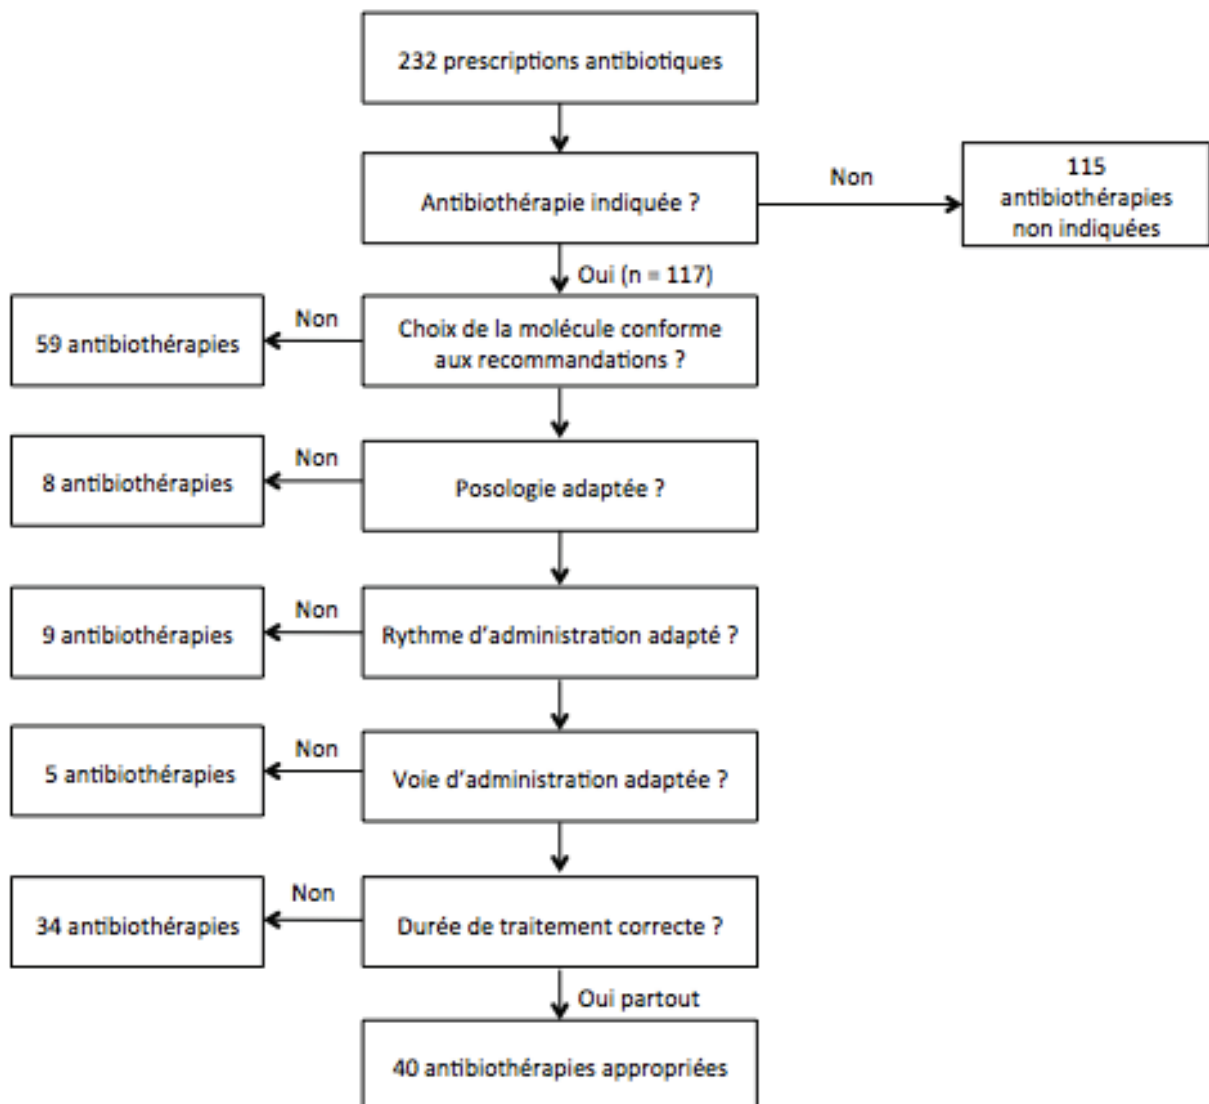 232 prescriptions antibiotiques
Antibiothérapie indiquée ?
Non
115
antibiothérapies
non indiquées
Oui (n = 117)
59 antibiothérapies
Non
Choix de la molécule conforme
aux recommandations ?
8 antibiothérapies
Non
Posologie adaptée ?
9 antibiothérapies
Non
Rythme d'administration adapté ?
5 antibiothérapies
Non
Voie d'administration adaptée ?
34 antibiothérapies
Non
Durée de traitement correcte ?
Oui partout
40 antibiothérapies appropriées